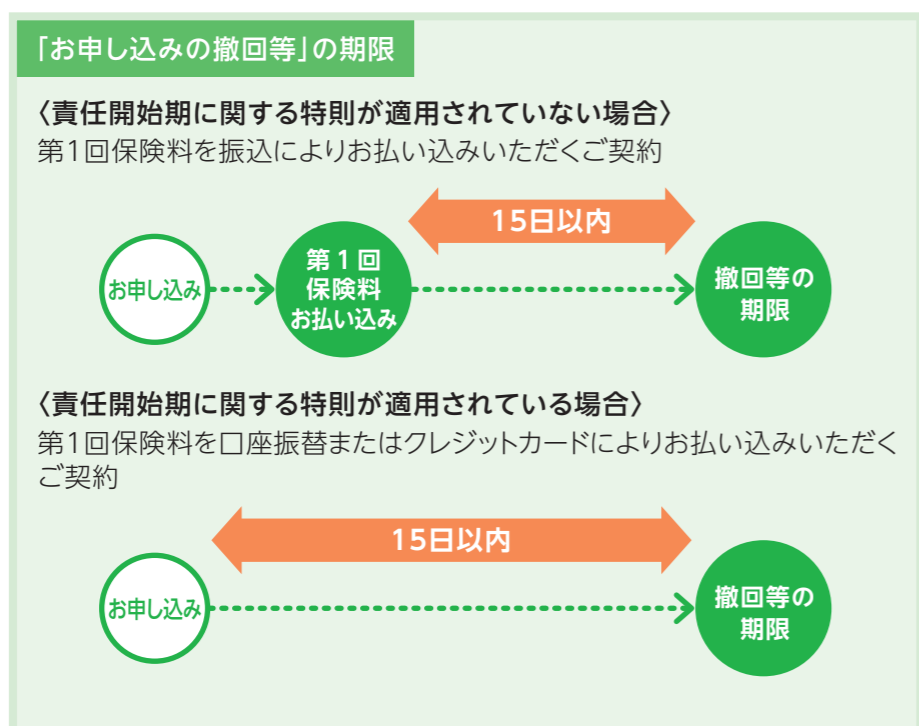 「お申し込みの撤回等」の期限
〈責任開始期に関する特則が適用されていない場合〉
第1回保険料を振込によりお払い込みいただくご契約
15日以内
お申し込み
第1回
保険料
お払い込み
撤回等の
期限
〈責任開始期に関する特則が適用されている場合〉
第1回保険料を口座振替またはクレジットカードによりお払い込みいただく
ご契約
15日以内
お申し込み
撤回等の
期限